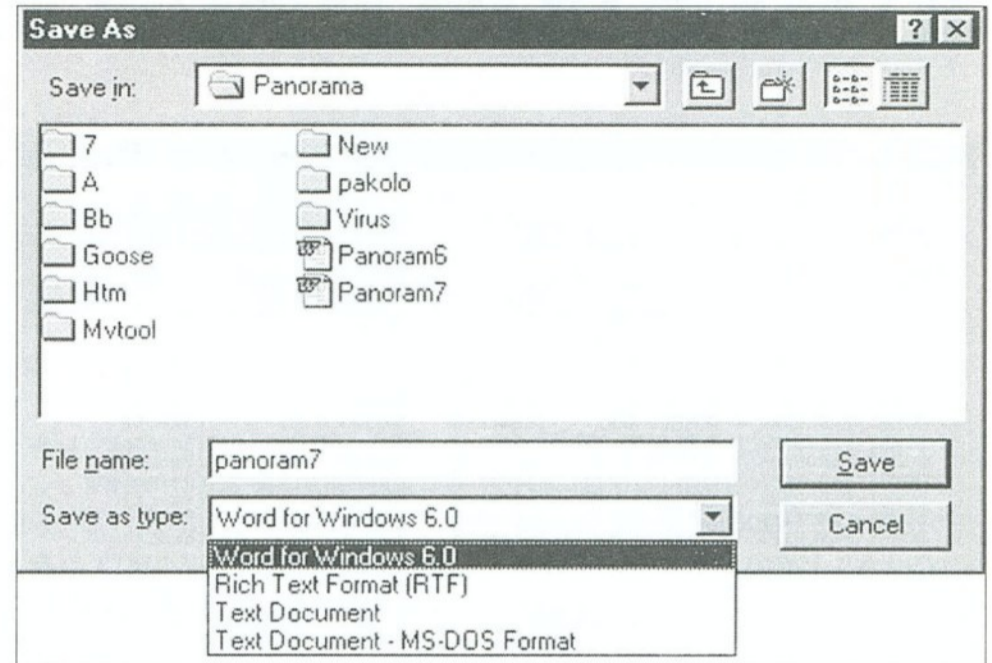 Save As
Save in: Panorama
7
A
Bb
Goose
Htm
Mvtool
New
pakolo
Virus
Panoram6
Panoram7
File name: panoram7
Save
Save as type: Word for Windows 6.0
Cancel
Word for Windows 6.0
Rich Text Format (RTF)
Text Document
Text Document - MS-DOS Format